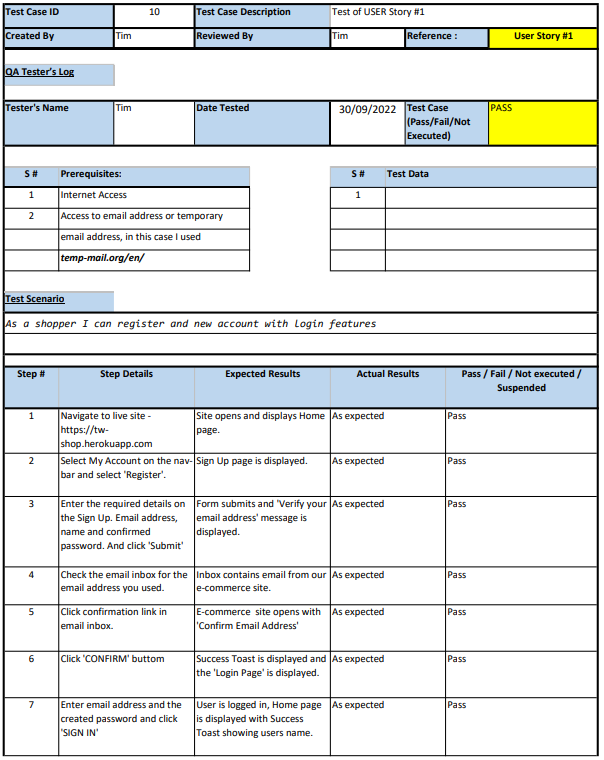 Test Case ID 10 Test Case Description Test of USER Story #1
Created By Tim Reviewed By Tim Reference : User Story #1
QA Tester's Log
Tester's Name Tim Date Tested 30/09/2022 Test Case PASS
(Pass/Fail/Not
Executed)
S # Prerequisites: S # Test Data
1 Internet Access 1
2 Access to email address or temporary
email address, in this case I used
temp-mail.org/en/
Test Scenario
As a shopper I can register and new account with login features
Step # Step Details Expected Results Actual Results Pass / Fail / Not executed /
Suspended
1 Navigate to live site - Site opens and displays Home As expected Pass
https://tw- page.
shop.herokuapp.com
2 Select My Account on the nav- Sign Up page is displayed. As expected Pass
bar and select 'Register'.
3 Enter the required details on Form submits and 'Verify your As expected Pass
the Sign Up. Email address, email address' message is
name and confirmed displayed.
password. And click 'Submit'
4 Check the email inbox for the Inbox contains email from our As expected Pass
email address you used. e-commerce site.
5 Click confirmation link in E-commerce site opens with As expected Pass
email inbox. 'Confirm Email Address'
6 Click 'CONFIRM' buttom Success Toast is displayed and As expected Pass
the 'Login Page' is displayed.
7 Enter email address and the User is logged in, Home page As expected Pass
created password and click is displayed with Success
'SIGN IN' Toast showing users name.